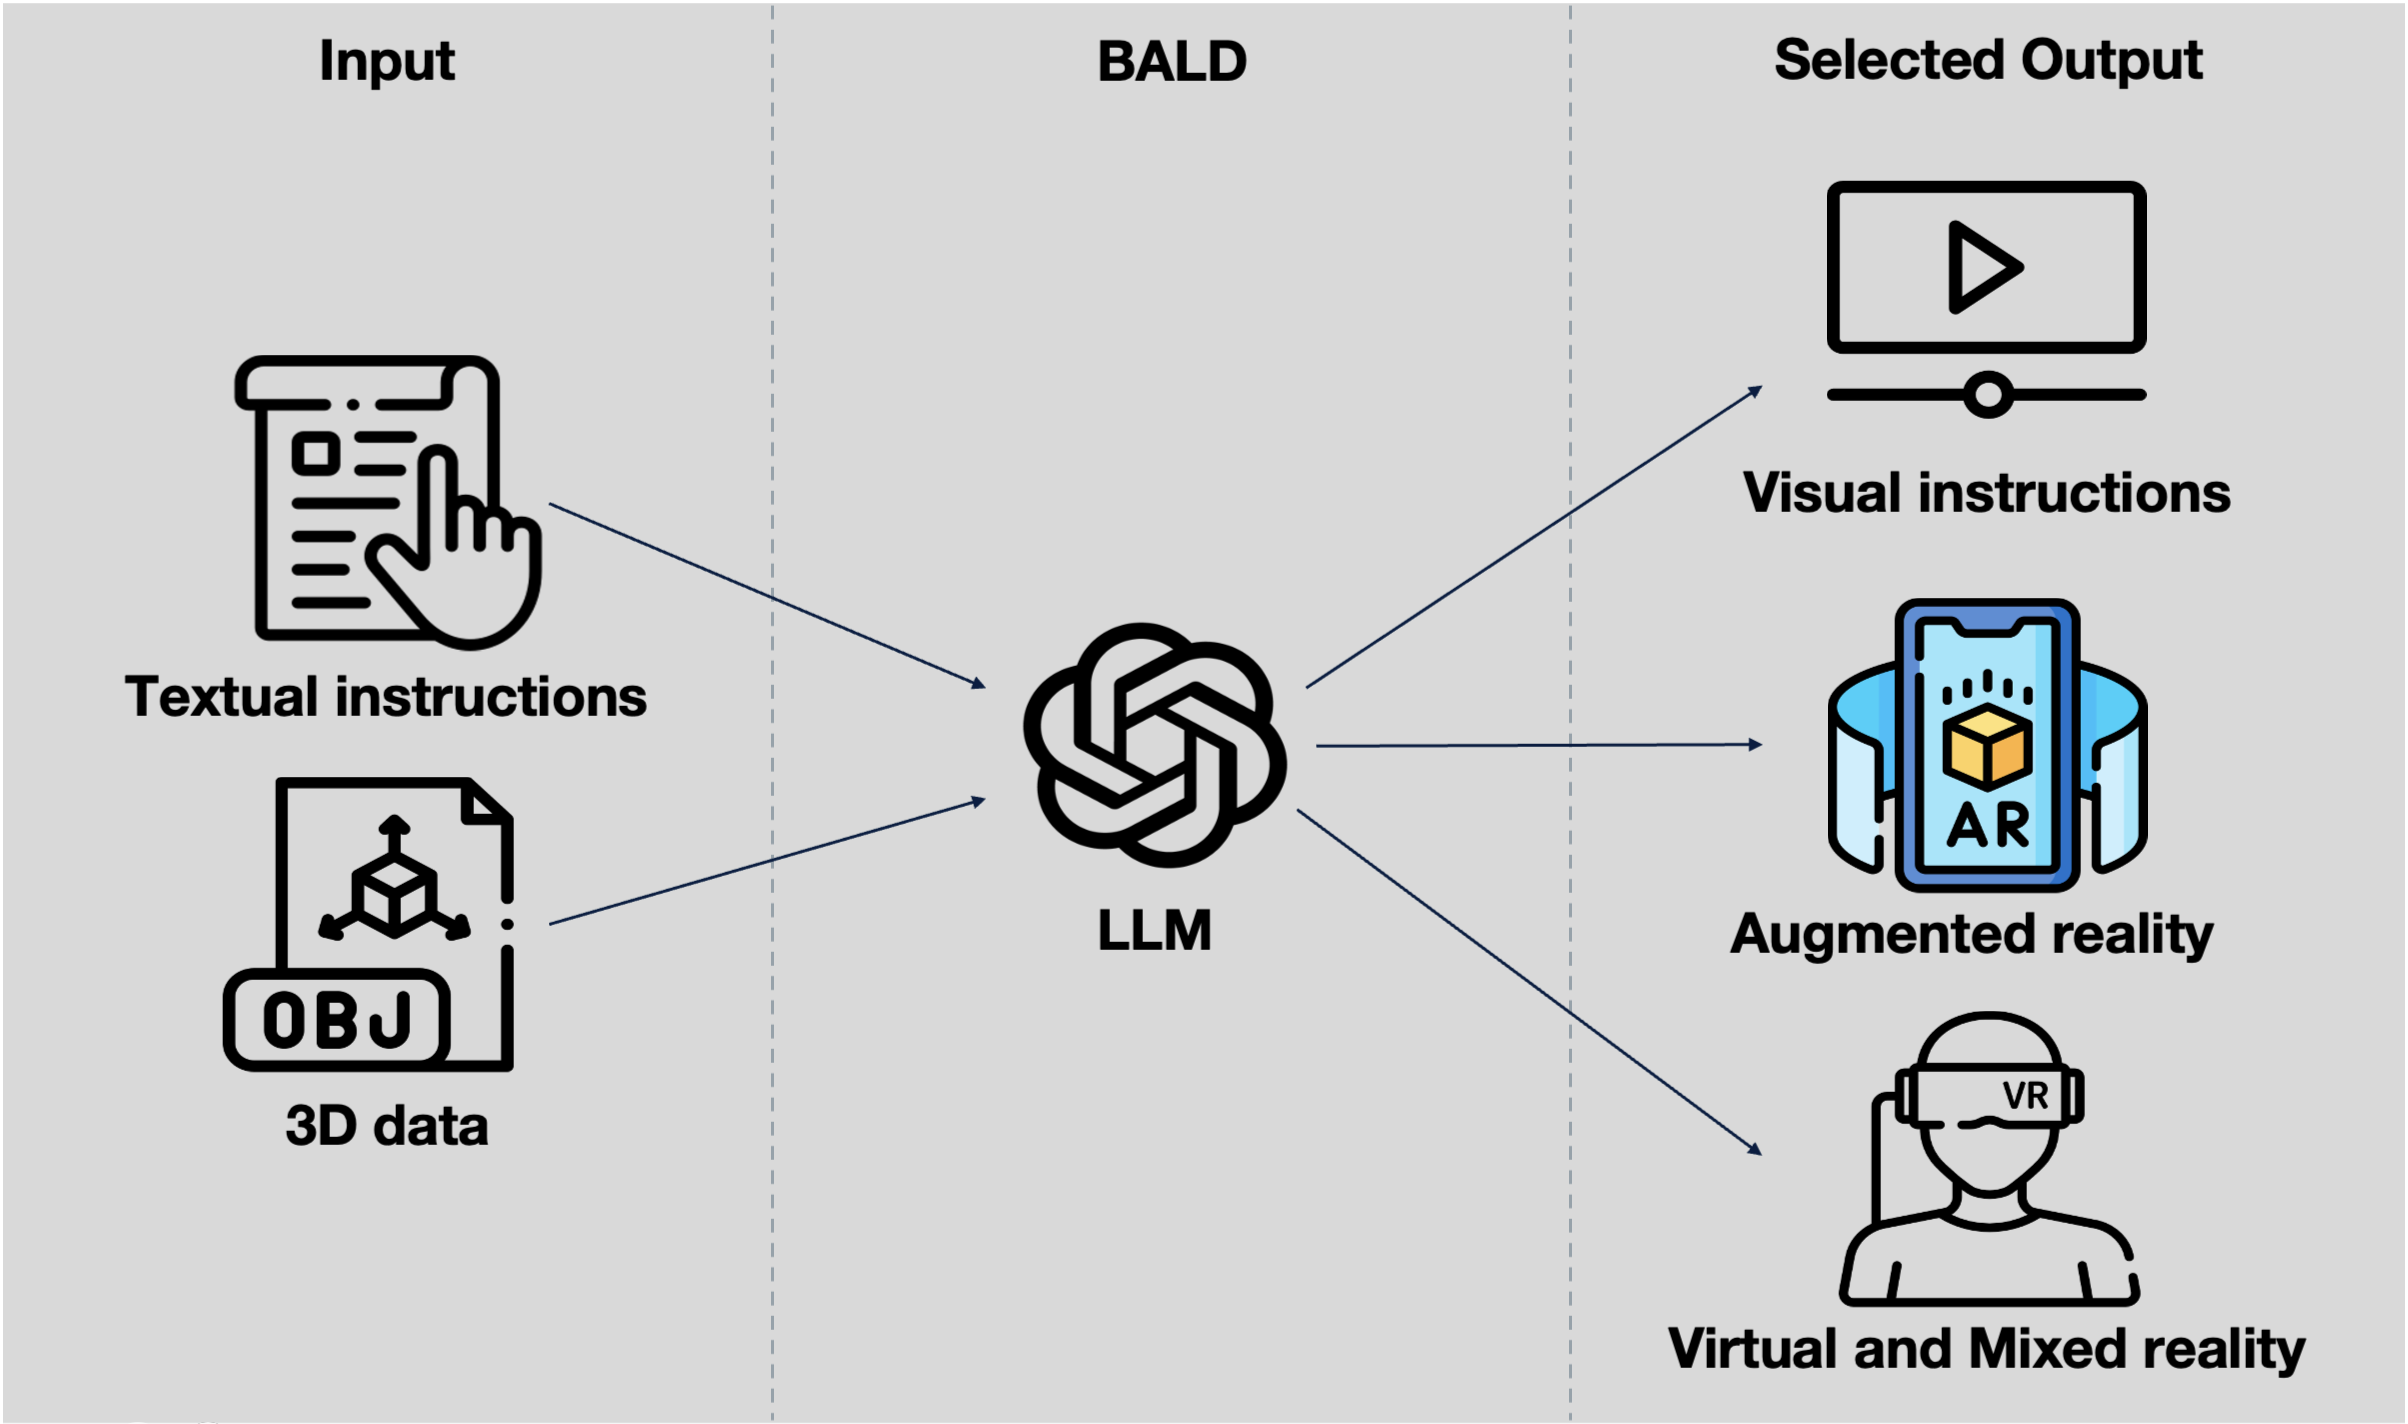 Input
BALD
Selected Output
Textual instructions
OBJ
3D data
LLM
Visual instructions
AR
Augmented reality
VR
Virtual and Mixed reality